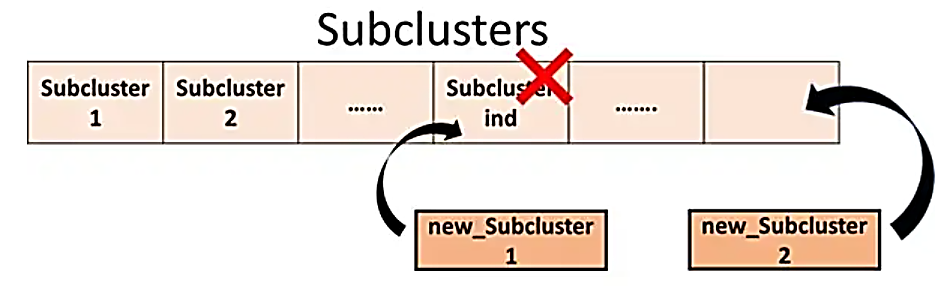 Subclusters
Subcluster
1
Subcluster
2
......
Subcluster
ind
.......
new_Subcluster
1
new_Subcluster
2